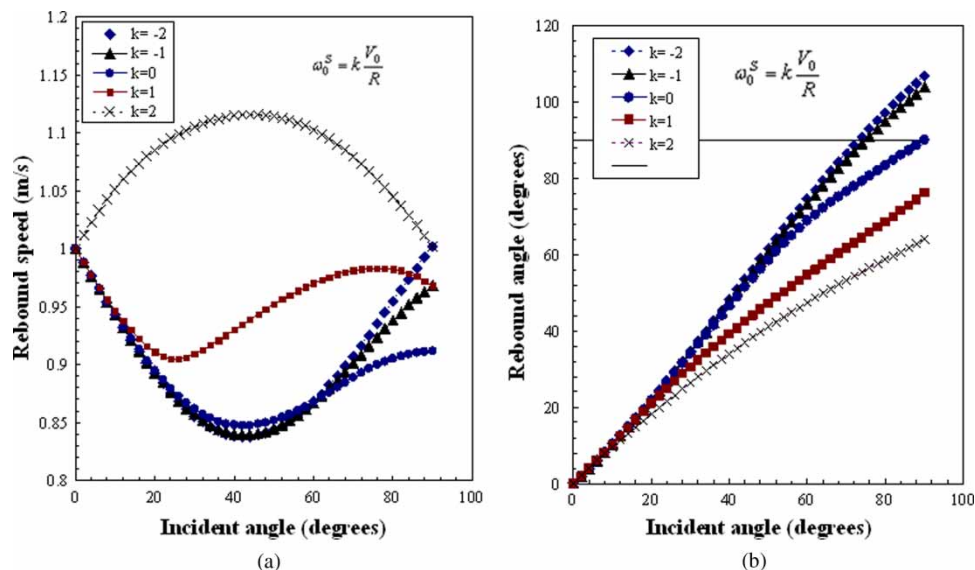 1.2
1.15
1.1
1.05
1
0.95
0.9
0.85
0.8
Rebound speed (m/s)
k= -2
k= -1
k=0
k=1
k=2
ω₀ˢ = k V₀/R
0 20 40 60 80 100
Incident angle (degrees)
(a)
120
100
80
60
40
20
0
Rebound angle (degrees)
k= -2
k= -1
k=0
k=1
k=2
ω₀ˢ = k V₀/R
0 20 40 60 80 100
Incident angle (degrees)
(b)